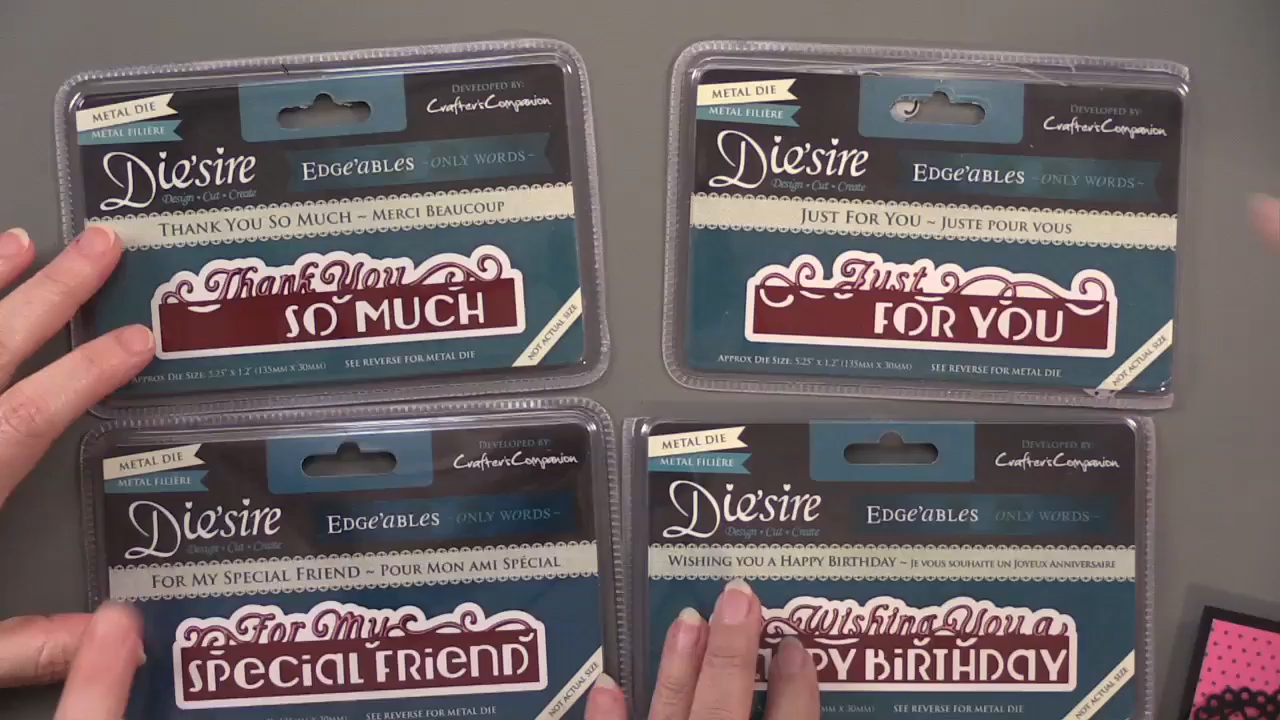 METAL DIE
METAL FILIÈRE
DEVELOPED BY:
Crafter's Companion
Die'sire
Design • Cut • Create
EDGE'ABLES ~ONLY WORDS~
THANK YOU SO MUCH ~ MERCI BEAUCOUP
Thank You
SO MUCH
APPROX DIE SIZE: 5.25" X 1.2" (135MM X 30MM)
SEE REVERSE FOR METAL DIE
NOT ACTUAL SIZE
METAL DIE
METAL FILIÈRE
DEVELOPED BY:
Crafter's Companion
Die'sire
Design • Cut • Create
EDGE'ABLES ~ONLY WORDS~
JUST FOR YOU ~ JUSTE POUR VOUS
Just
FOR YOU
APPROX DIE SIZE: 5.25" X 1.2" (135MM X 30MM)
SEE REVERSE FOR METAL DIE
NOT ACTUAL SIZE
METAL DIE
METAL FILIÈRE
DEVELOPED BY:
Crafter's Companion
Die'sire
Design • Cut • Create
EDGE'ABLES ~ONLY WORDS~
FOR MY SPECIAL FRIEND ~ POUR MON AMI SPÉCIAL
For My
SPECIAL FRIEND
SEE REVERSE FOR METAL DIE
NOT ACTUAL SIZE
METAL DIE
METAL FILIÈRE
DEVELOPED BY:
Crafter's Companion
Die'sire
Design • Cut • Create
EDGE'ABLES ONLY WORDS~
WISHING YOU A HAPPY BIRTHDAY ~ JE VOUS SOUHAITE UN JOYEUX ANNIVERSAIRE
Wishing You a
PY BIRTHDAY
SEE REVERSE FOR METAL DIE
NOT ACTUAL SIZE